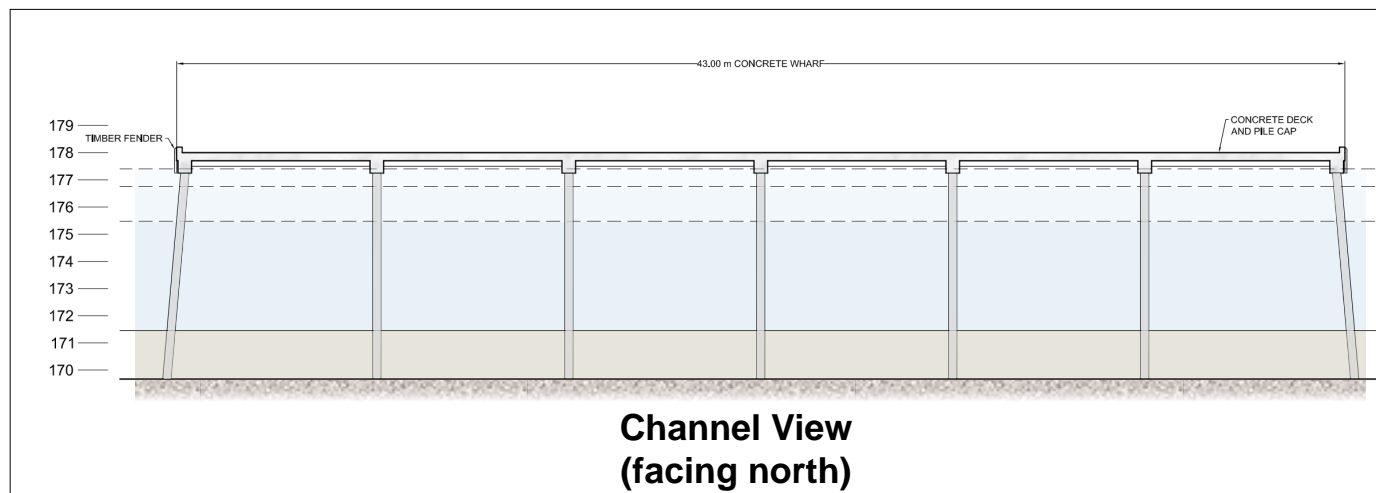 43.00 m CONCRETE WHARF
179
TIMBER FENDER
CONCRETE DECK
AND PILE CAP
178
177
176
175
174
173
172
171
170
Channel View
(facing north)